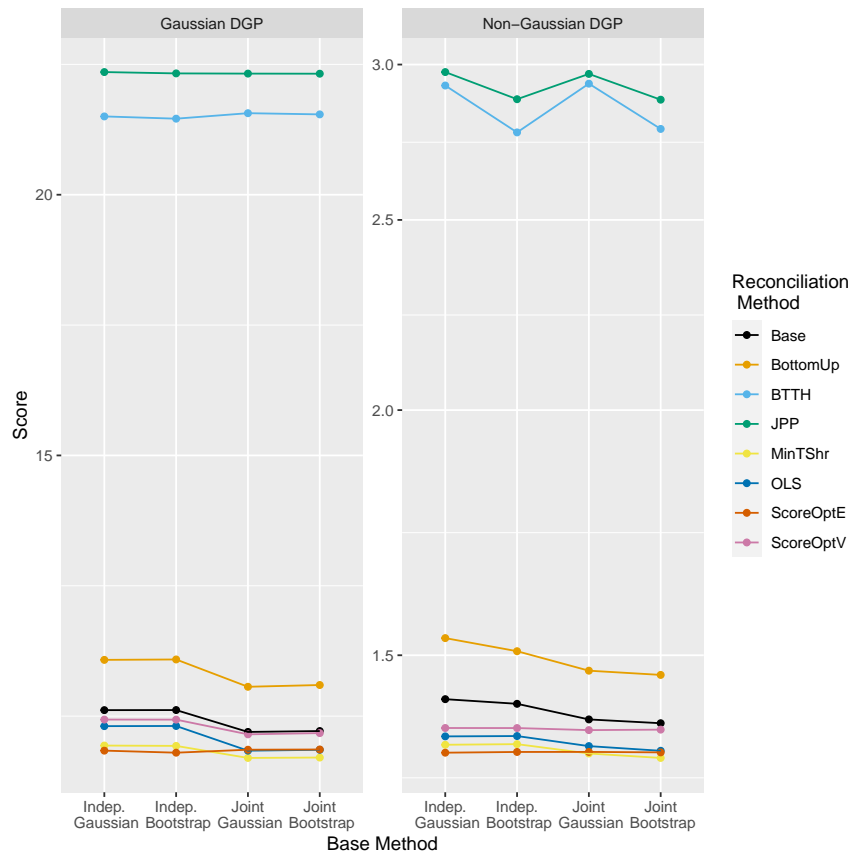 Gaussian DGP
Non−Gaussian DGP
Score
20
15
3.0
2.5
2.0
1.5
Indep.
Gaussian
Indep.
Bootstrap
Joint
Gaussian
Joint
Bootstrap
Indep.
Gaussian
Indep.
Bootstrap
Joint
Gaussian
Joint
Bootstrap
Base Method
Reconciliation
Method
Base
BottomUp
BTTH
JPP
MinTShr
OLS
ScoreOptE
ScoreOptV